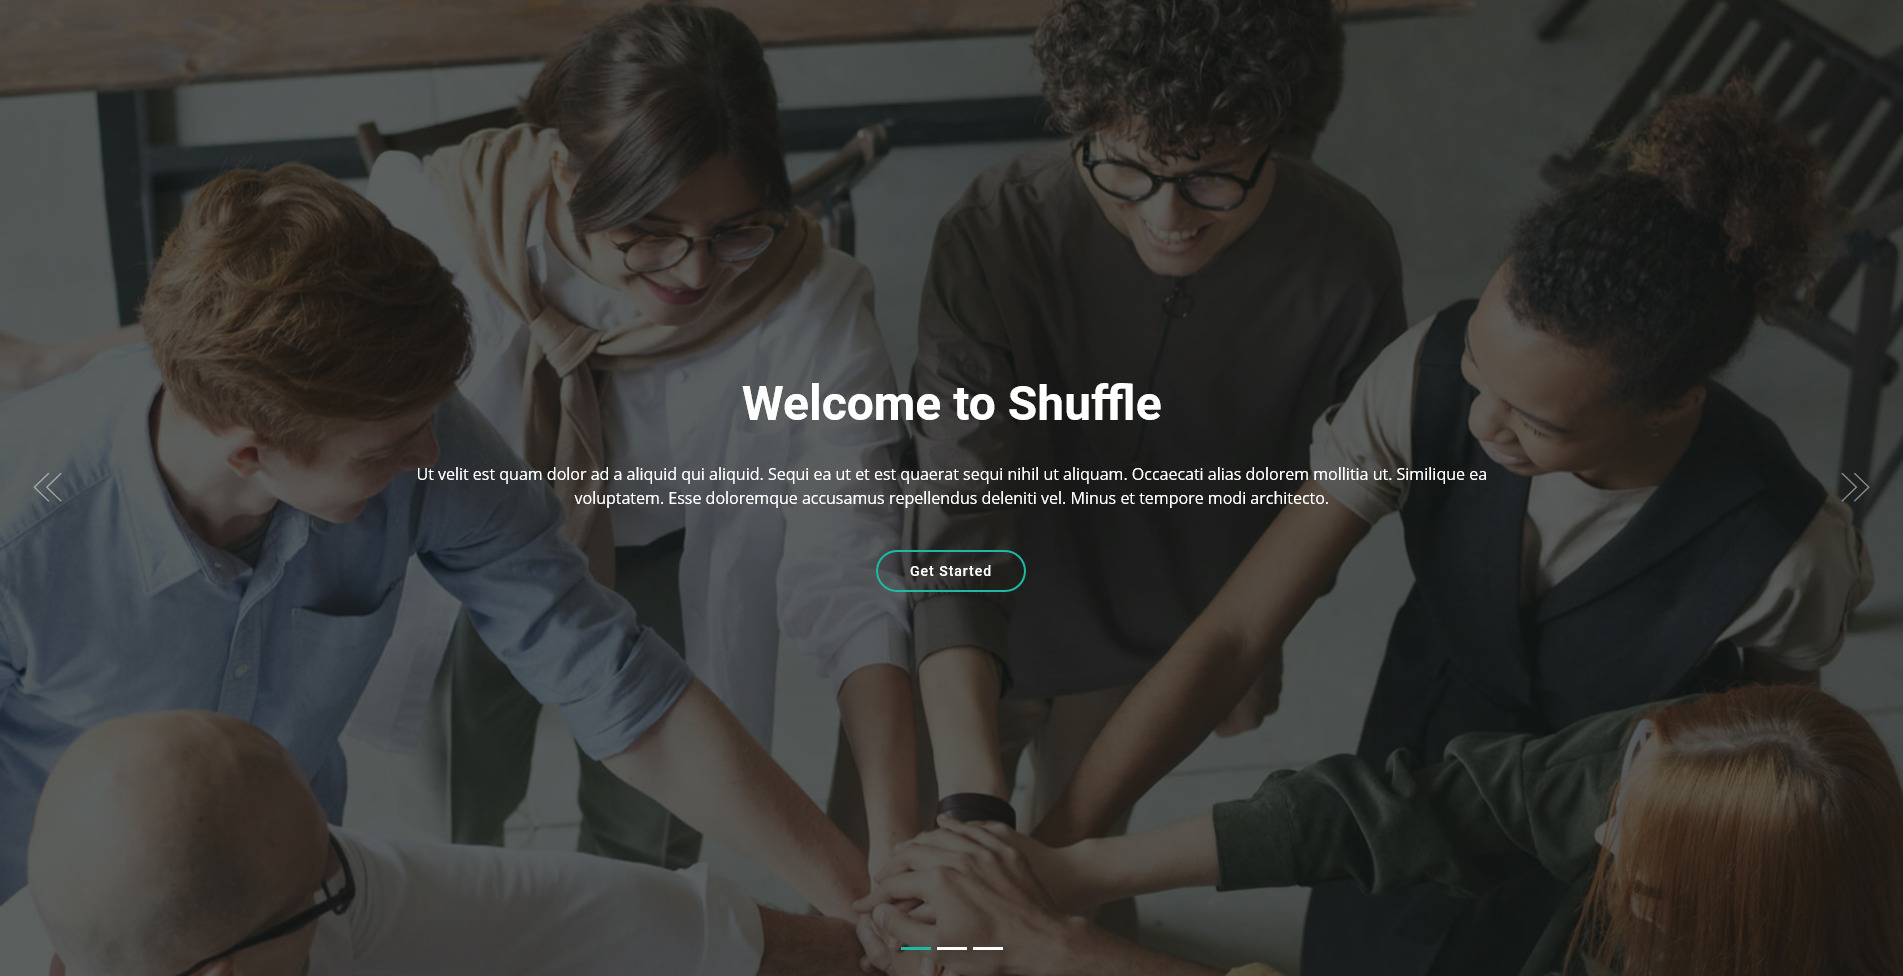 Welcome to Shuffle
Ut velit est quam dolor ad a aliquid qui aliquid. Sequi ea ut et est quaerat sequi nihil ut aliquam. Occaecati alias dolorem mollitia ut. Similique ea
voluptatem. Esse doloremque accusamus repellendus deleniti vel. Minus et tempore modi architecto.
Get Started